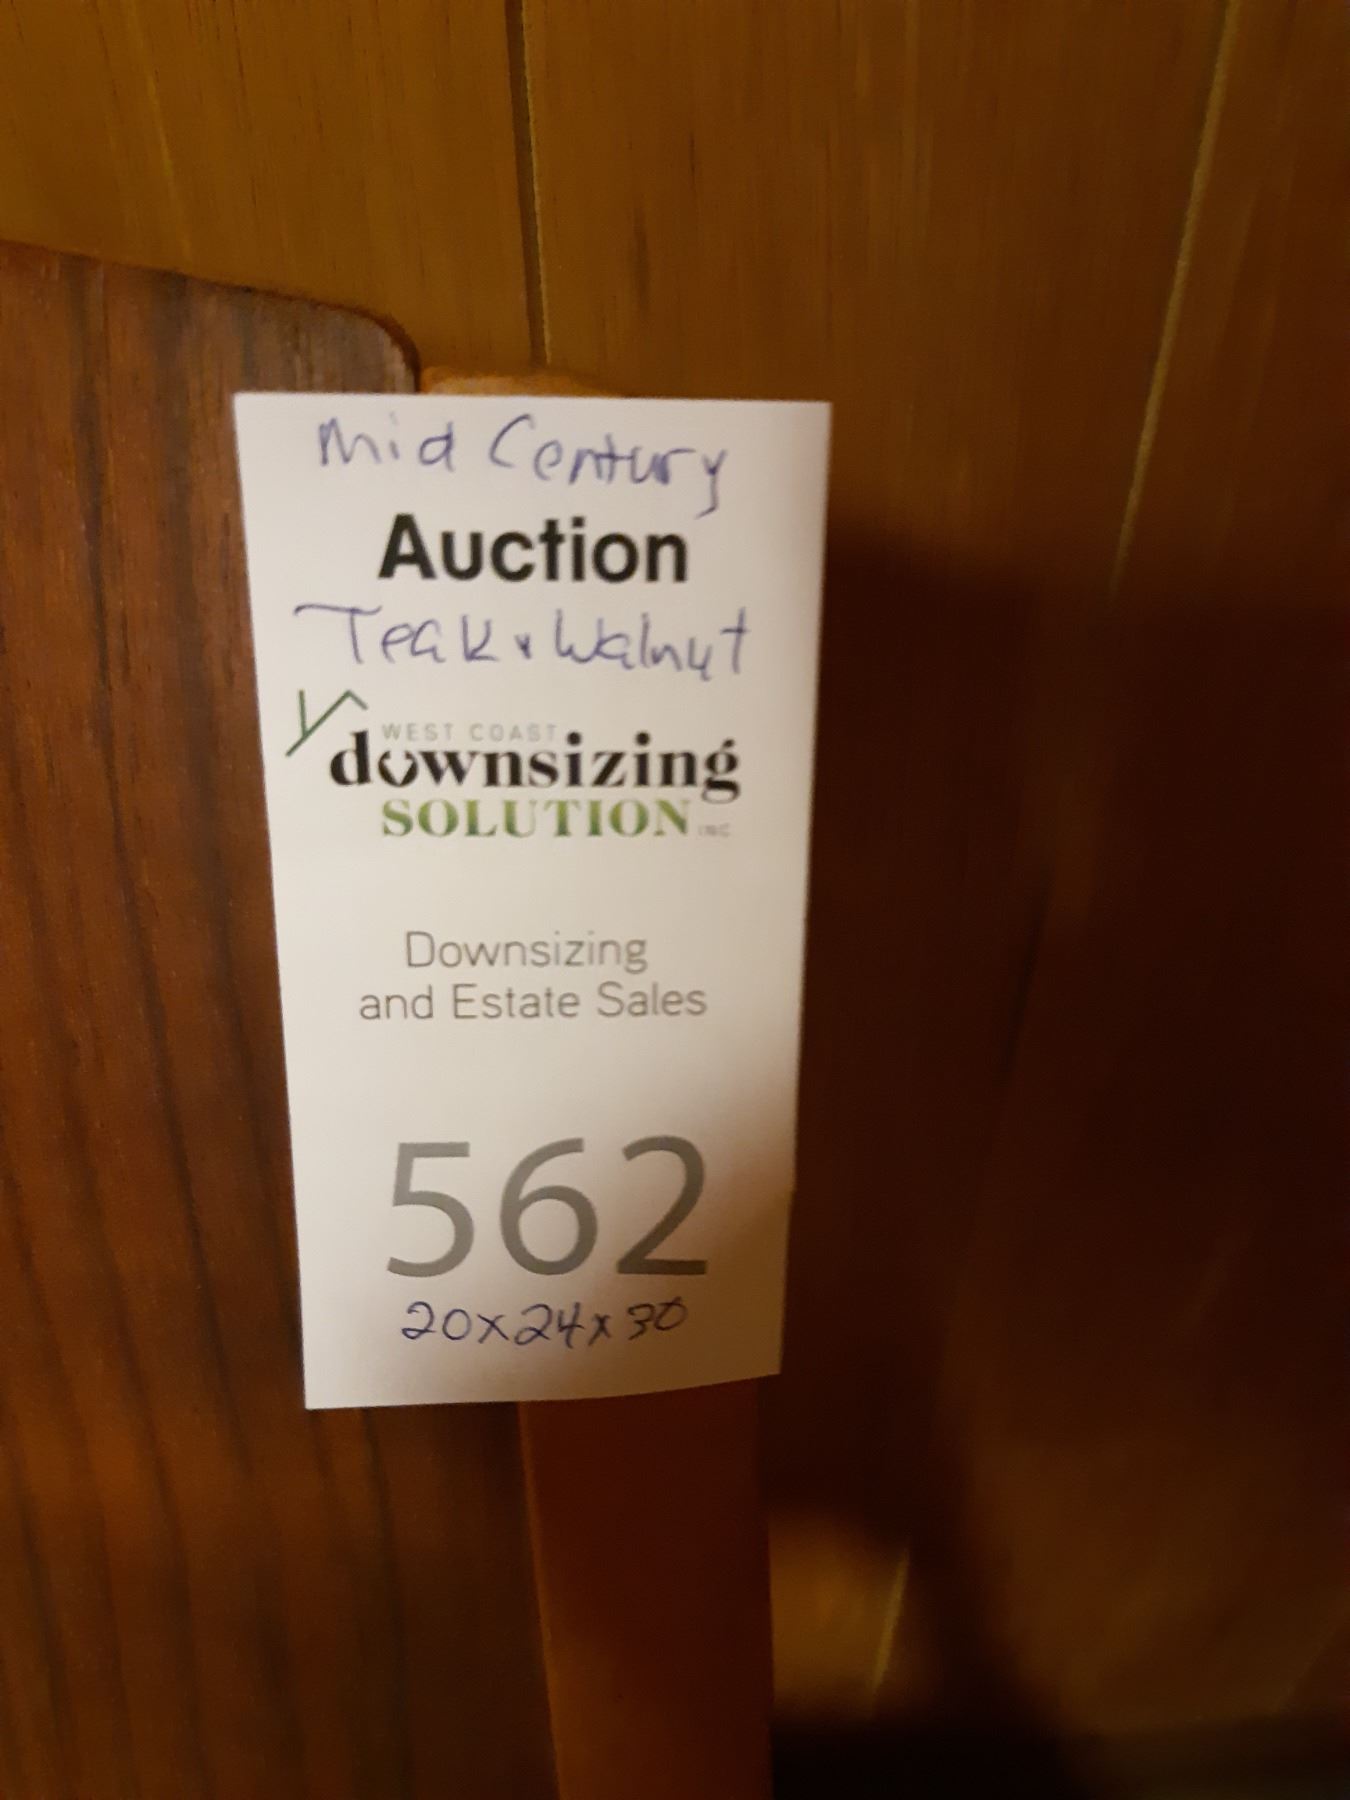 Mid Century
Auction
Teak & Walnut
WEST COAST
downsizing
SOLUTION INC
Downsizing
and Estate Sales
562
20x24x30